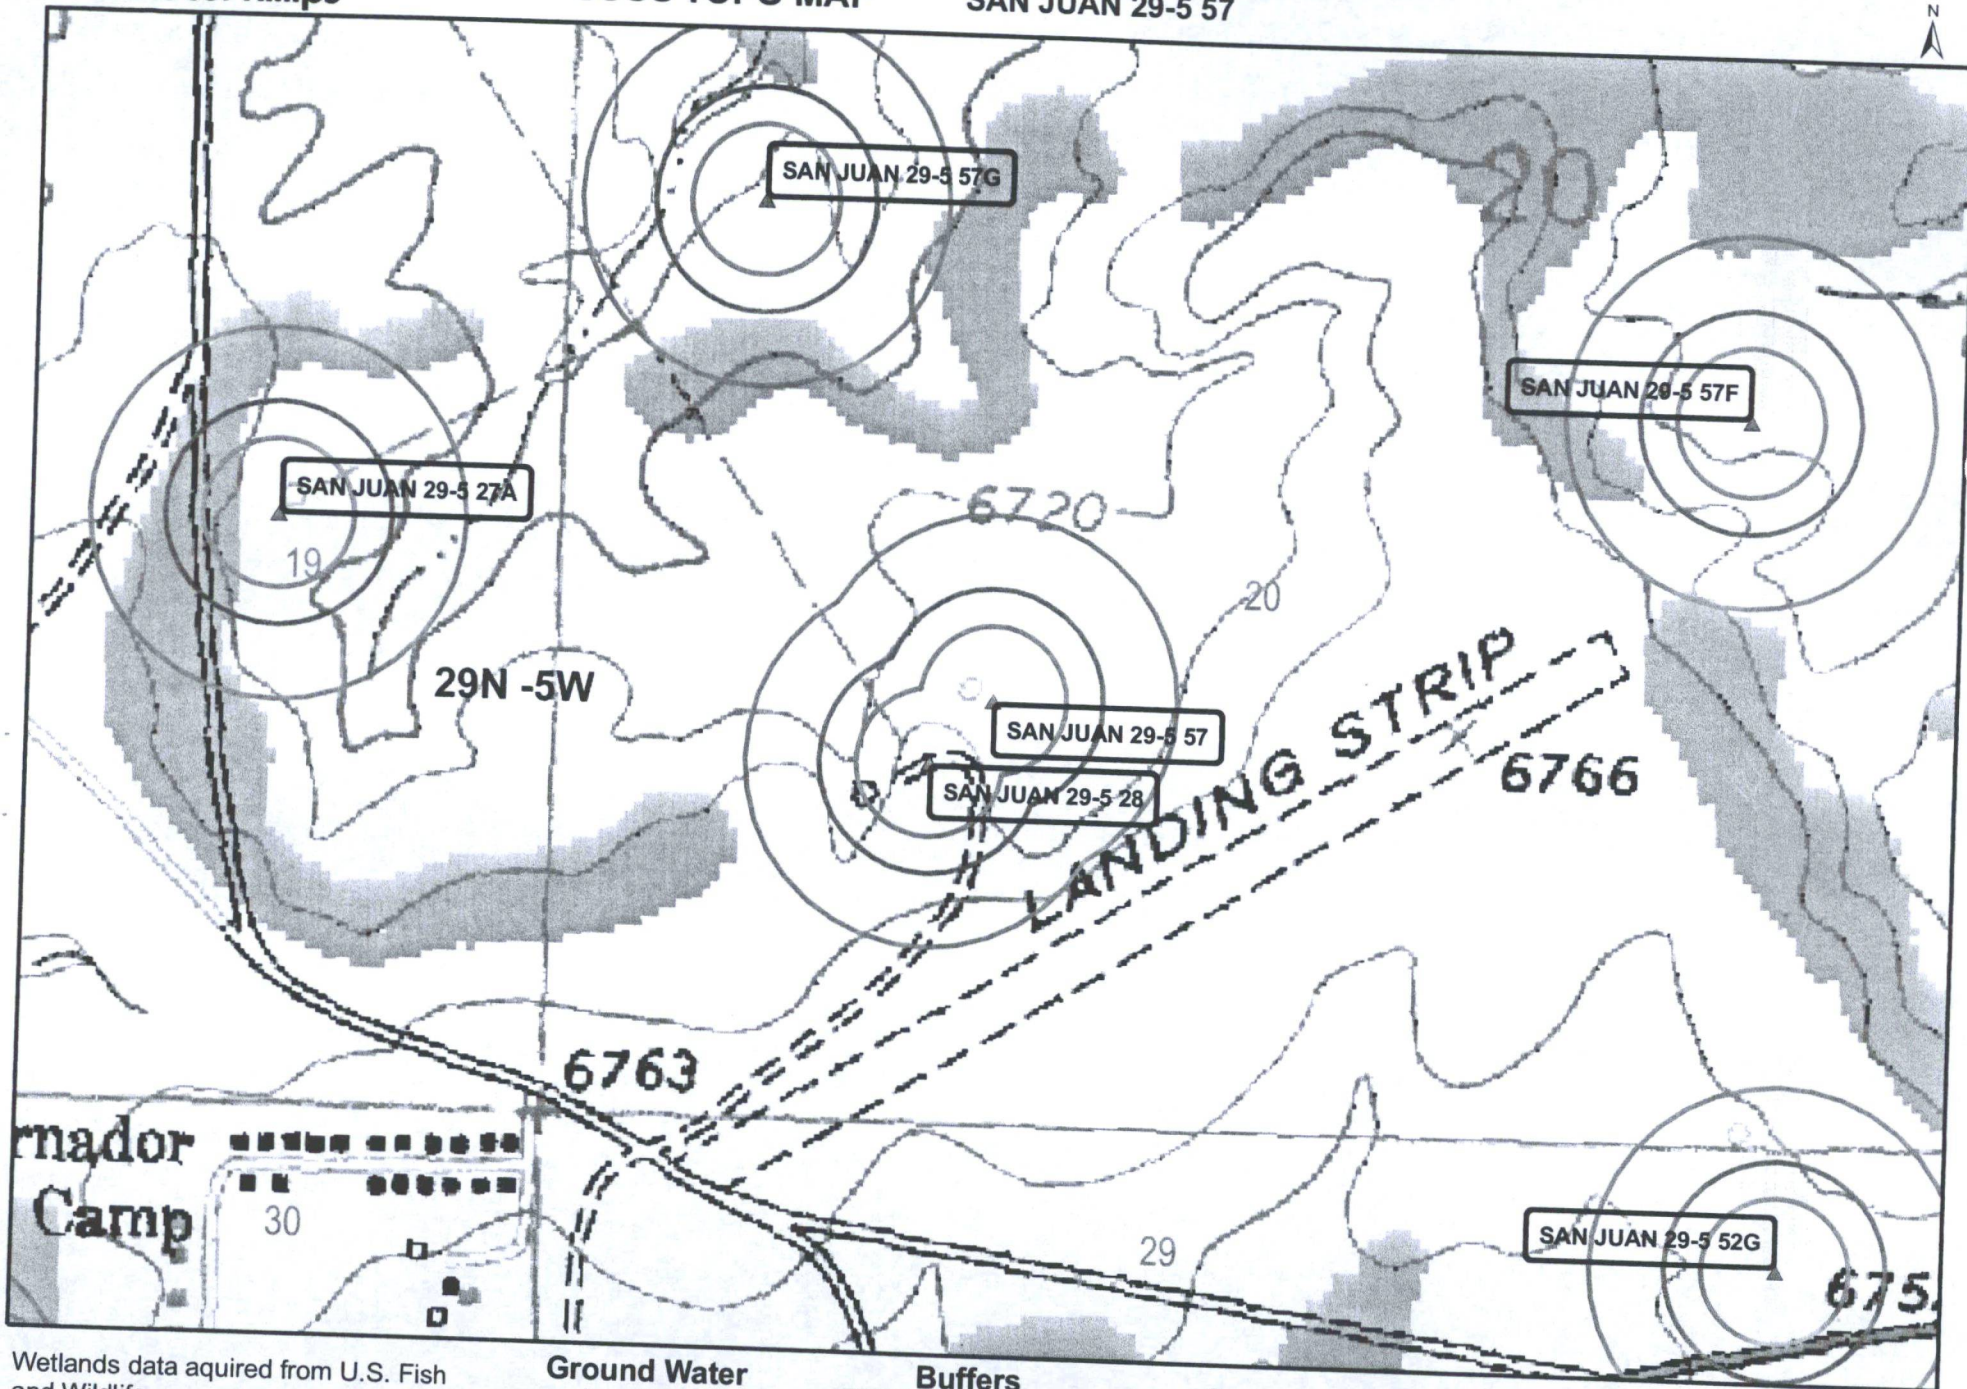 SAN JUAN 29-5 57
N
20
SAN JUAN 29-5 57G
SAN JUAN 29-5 57F
SAN JUAN 29-5 27A
19
6720
20
29N -5W
SAN JUAN 29-5 57
SAN JUAN 29-5 28
LANDING STRIP
6766
6763
rnador
Camp
30
29
SAN JUAN 29-5 52G
675
Wetlands data aquired from U.S. Fish
Ground Water
Buffers